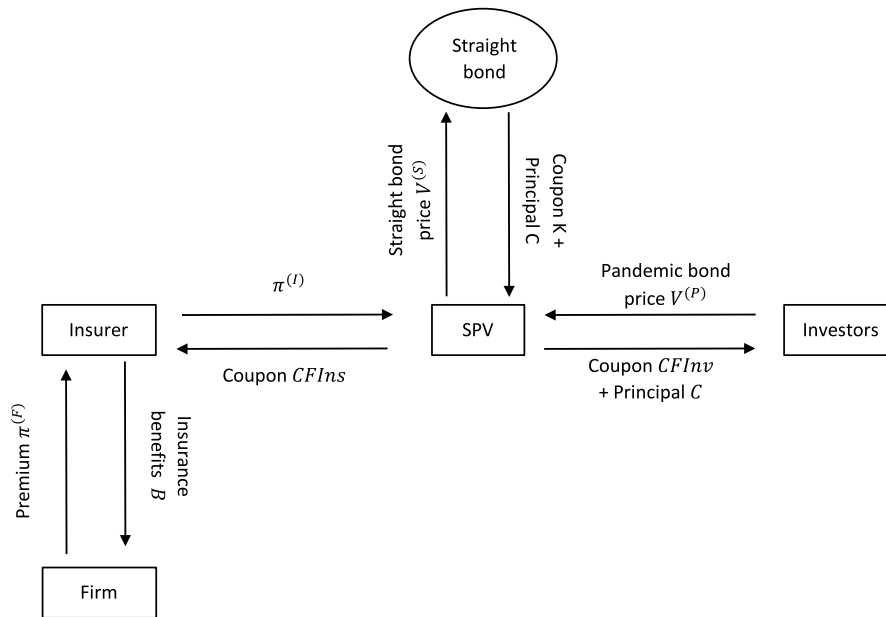 Straight
bond
Straight bond
price V^(S)
Coupon K +
Principal C
π^(I)
Pandemic bond
price V^(P)
Insurer
SPV
Investors
Coupon CFIns
Coupon CFInv
+ Principal C
Premium π^(F)
Insurance
benefits B
Firm